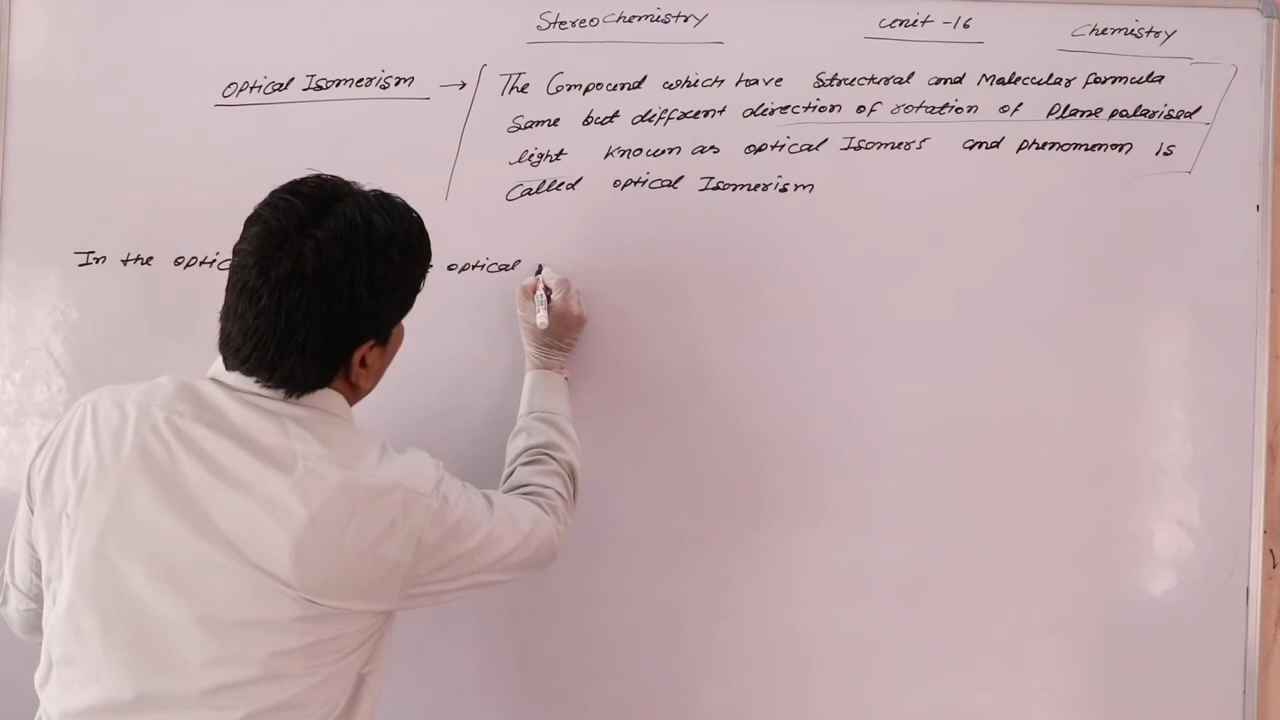 StereoChemistry Unit -16 Chemistry
Optical Isomerism → The Compound which have Structural and Molecular formula
Same but different direction of rotation of Plane polarised
light known as optical Isomers and phenomenon is
Called optical Isomerism
In the optical